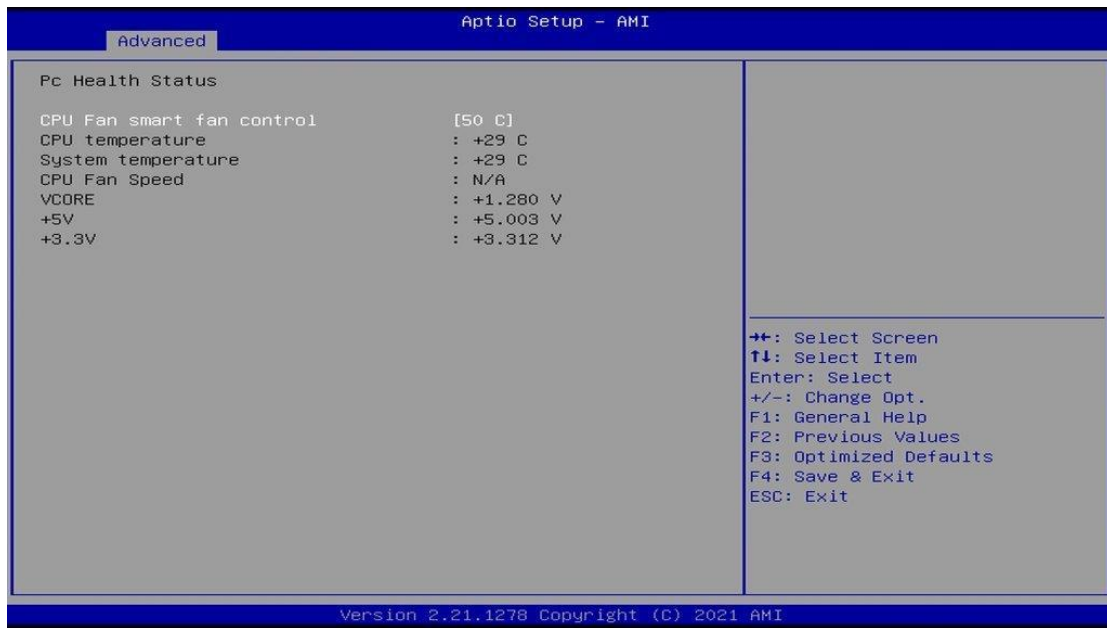 Aptio Setup – AMI
Advanced
Pc Health Status
CPU Fan smart fan control [50 C]
CPU temperature : +29 C
System temperature : +29 C
CPU Fan Speed : N/A
VCORE : +1.280 V
+5V : +5.003 V
+3.3V : +3.312 V
→←: Select Screen
↑↓: Select Item
Enter: Select
+/-: Change Opt.
F1: General Help
F2: Previous Values
F3: Optimized Defaults
F4: Save & Exit
ESC: Exit
Version 2.21.1278 Copyright (C) 2021 AMI